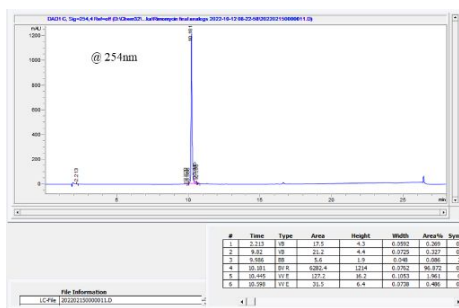 DAD1 C, Sig=254,4 Ref=off
mAU
@ 254nm
1200
1000
800
600
400
200
0
5 10 15 20 25
2.213
10.181
# Time Type Area Height Width Area%
1 2.213 VB 17.5 4.3 0.0592 0.269
2 9.82 VB 21.2 4.4 0.0725 0.327
3 9.986 BB 5.6 1.9 0.048 0.086
4 10.181 BV R 6282.4 1214 0.0762 96.872
5 10.445 VV E 127.2 16.2 0.1053 1.961
6 10.598 VV E 31.5 6.4 0.0738 0.486
File Information
LC-File 202202150000011.D